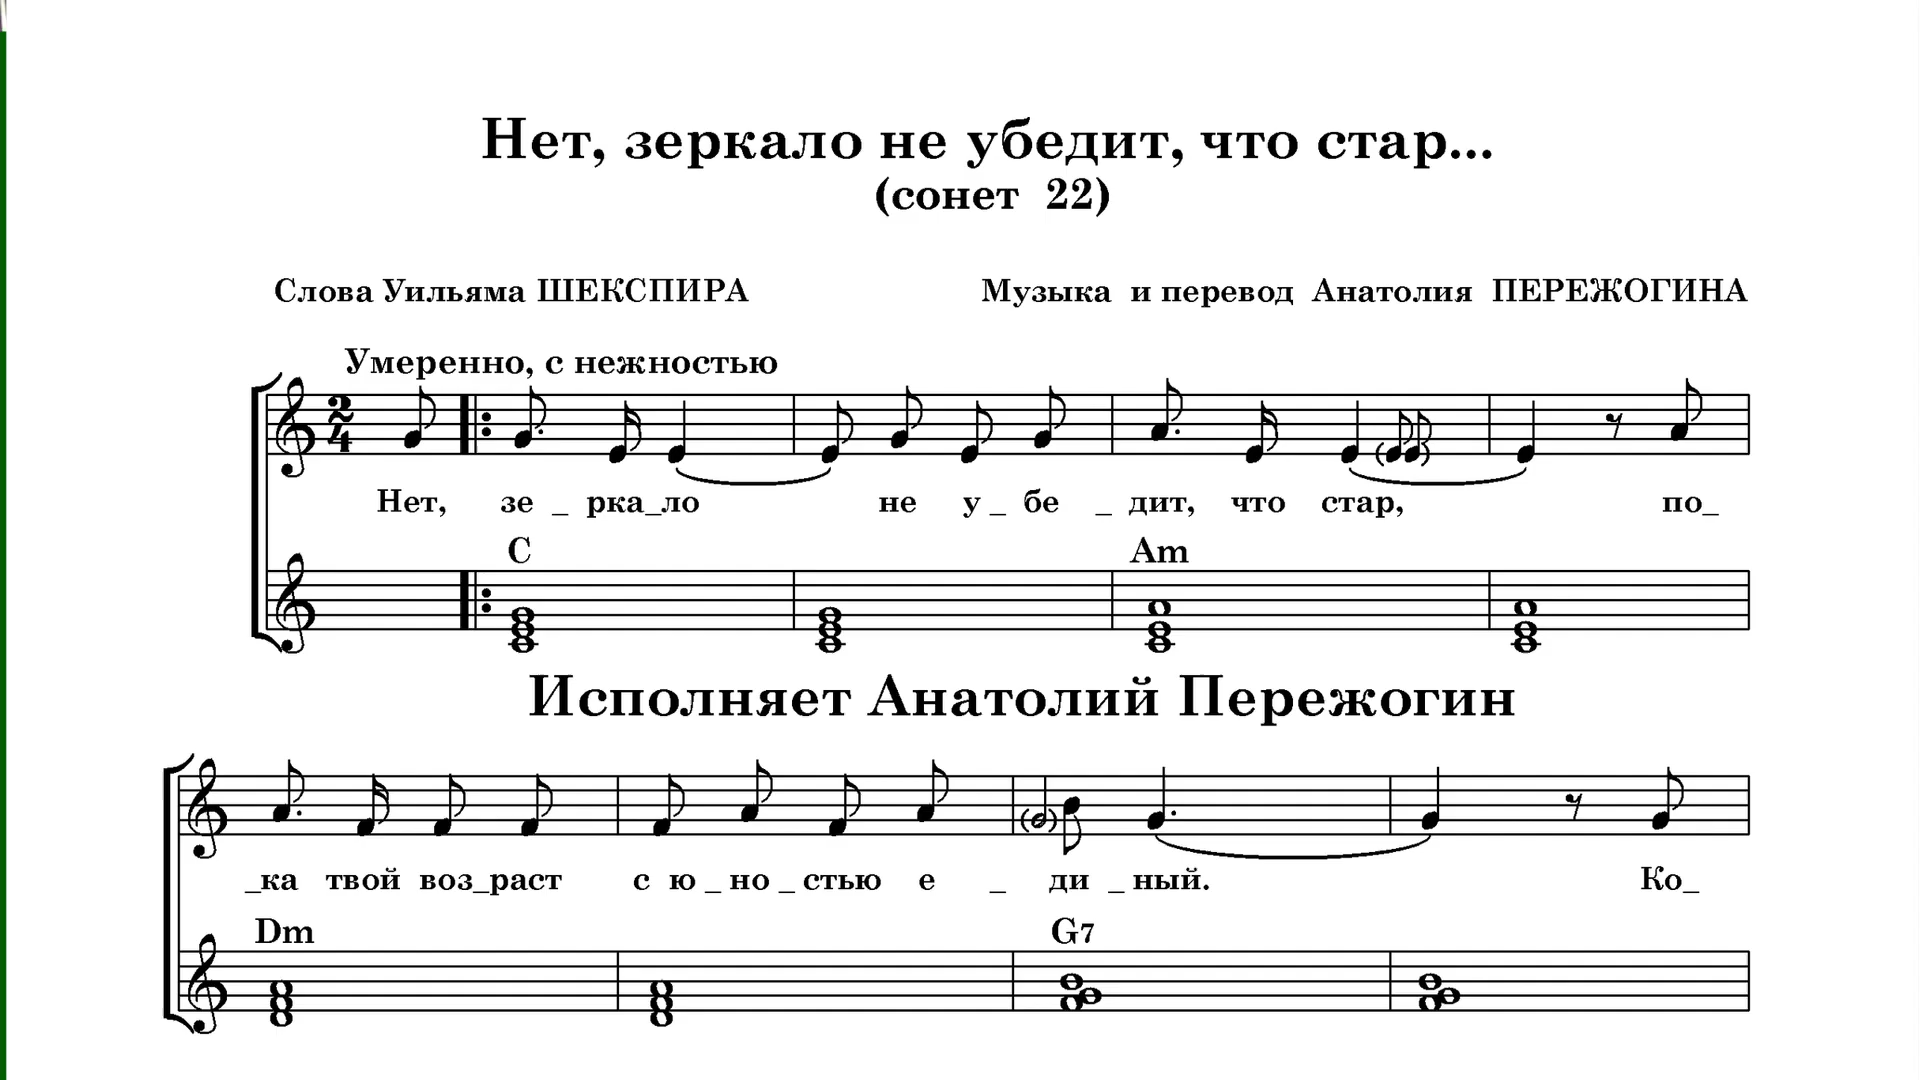 Нет, зеркало не убедит, что стар...
(сонет 22)
Слова Уильяма ШЕКСПИРА Музыка и перевод Анатолия ПЕРЕЖОГИНА
Умеренно, с нежностью
2
4
Нет, зе _ рка_ло не у _ бе _ дит, что стар, по_
C Am
Исполняет Анатолий Пережогин
_ка твой воз_раст с ю _ но _ стью е _ ди _ ный. Ко_
Dm G7